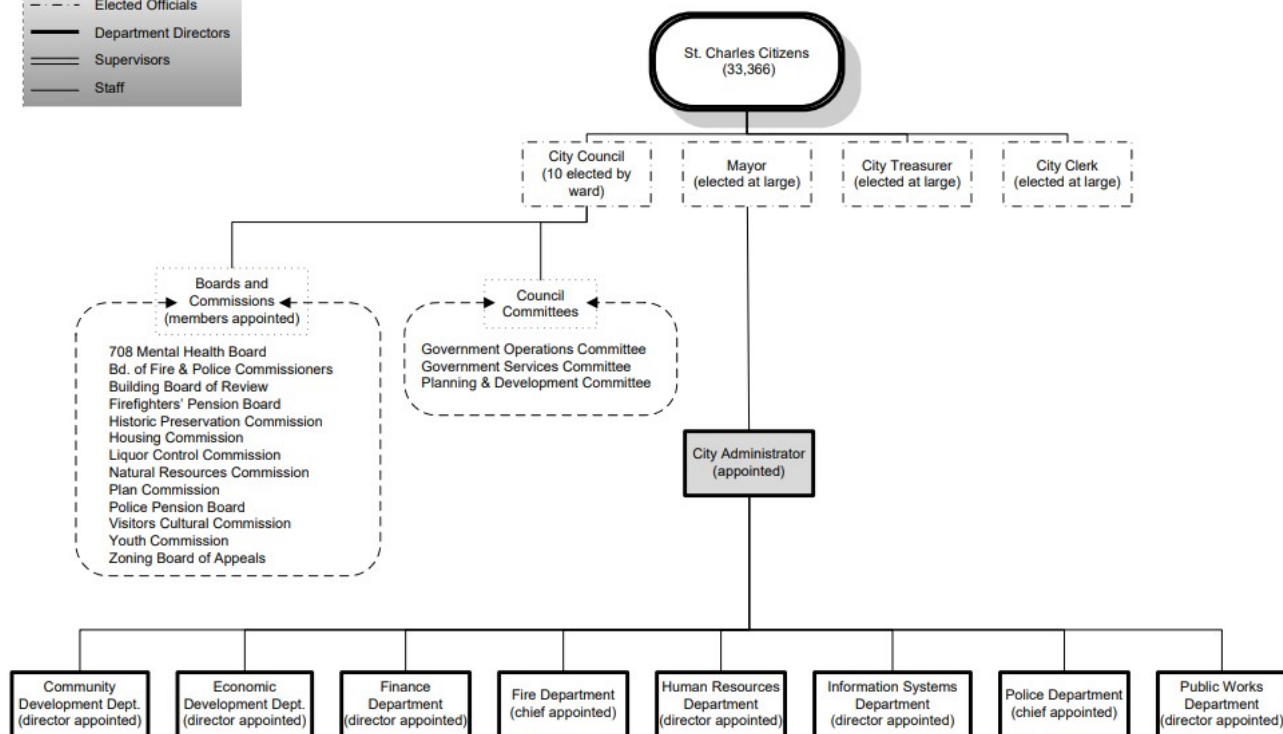 Elected Officials
Department Directors
Supervisors
Staff
St. Charles Citizens
(33,366)
City Council
(10 elected by
ward)
Mayor
(elected at large)
City Treasurer
(elected at large)
City Clerk
(elected at large)
Boards and
Commissions
(members appointed)
708 Mental Health Board
Bd. of Fire & Police Commissioners
Building Board of Review
Firefighters' Pension Board
Historic Preservation Commission
Housing Commission
Liquor Control Commission
Natural Resources Commission
Plan Commission
Police Pension Board
Visitors Cultural Commission
Youth Commission
Zoning Board of Appeals
Council
Committees
Government Operations Committee
Government Services Committee
Planning & Development Committee
City Administrator
(appointed)
Community
Development Dept.
(director appointed)
Economic
Development Dept.
(director appointed)
Finance
Department
(director appointed)
Fire Department
(chief appointed)
Human Resources
Department
(director appointed)
Information Systems
Department
(director appointed)
Police Department
(chief appointed)
Public Works
Department
(director appointed)